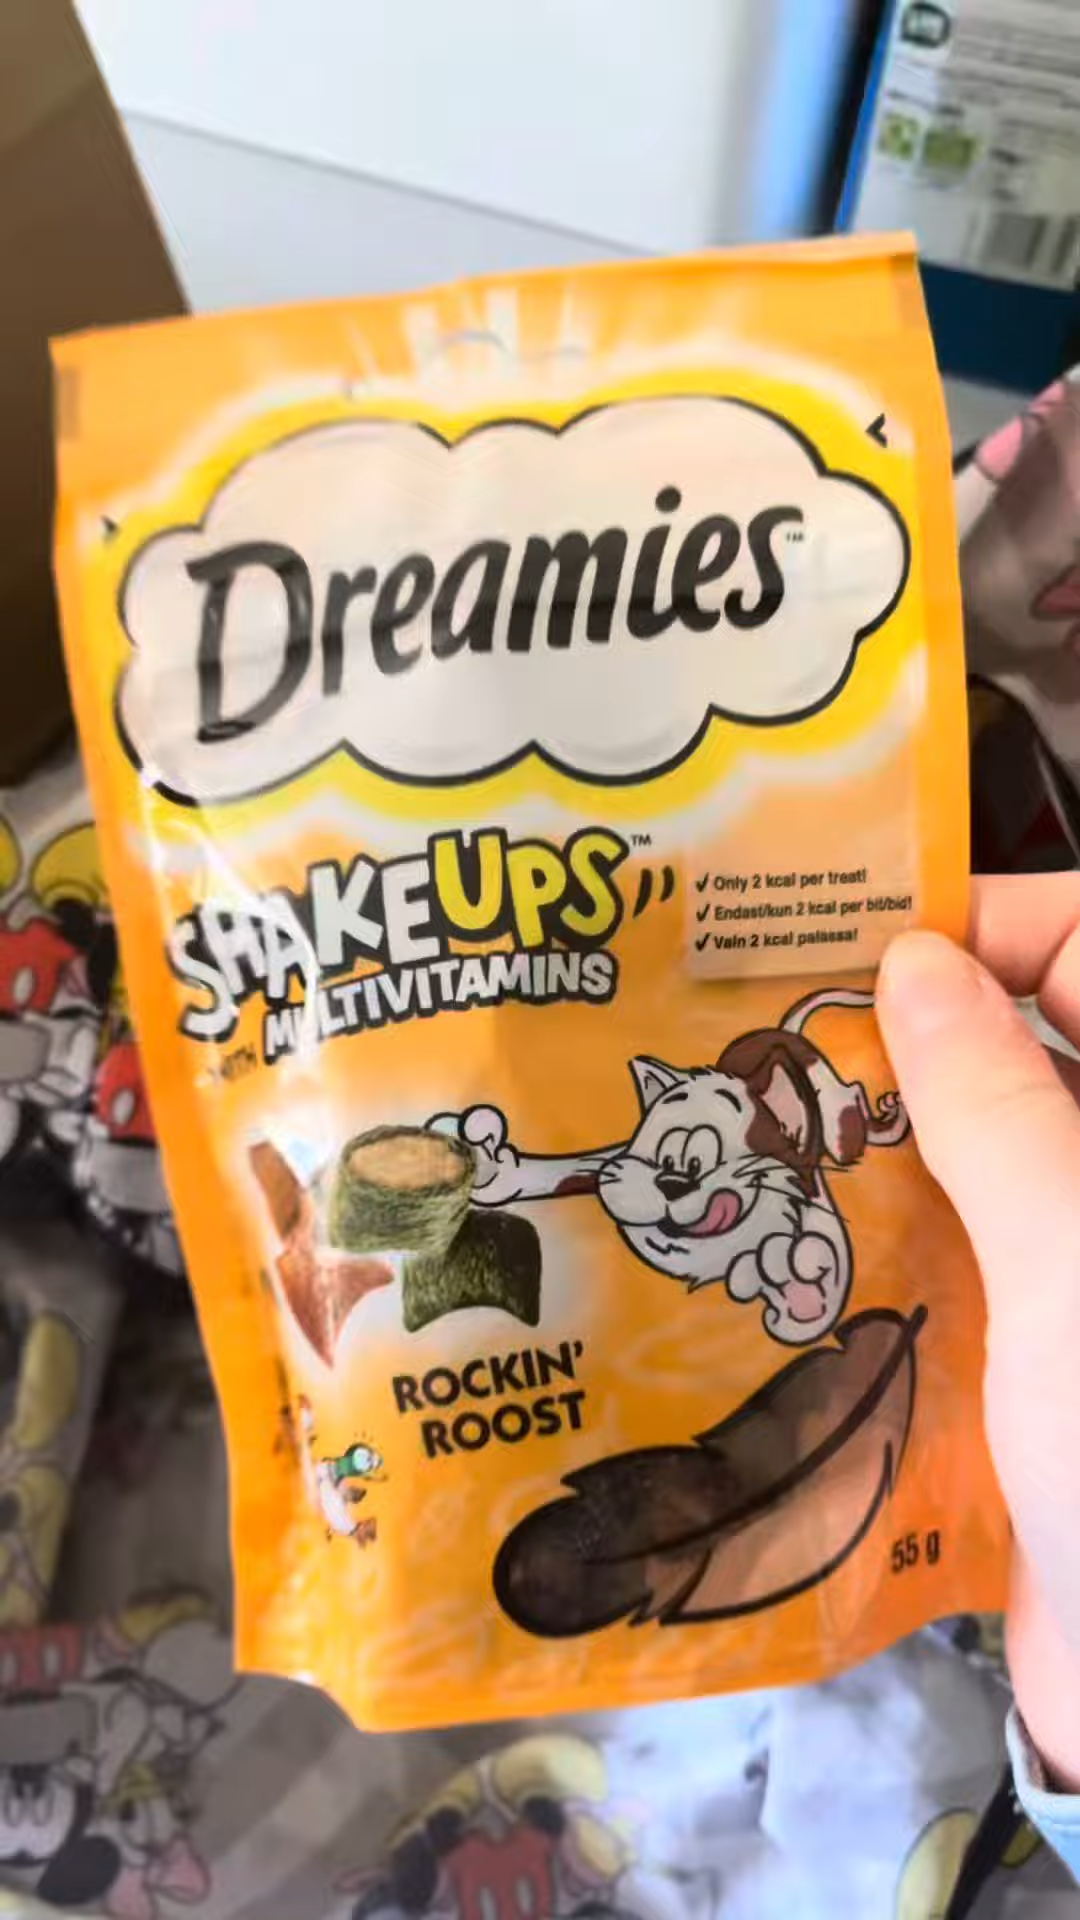 Dreamies™
SHAKEUPS™
WITH MULTIVITAMINS
✓ Only 2 kcal per treat!
✓ Endast/kun 2 kcal per bit/bid!
✓ Vain 2 kcal palassa!
ROCKIN'
ROOST
55 g